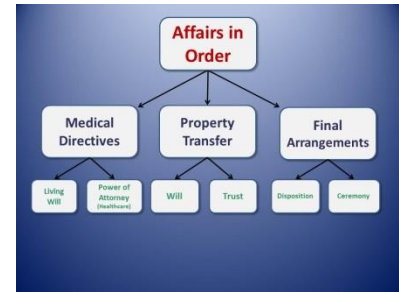 Affairs in
Order
Medical
Directives
Property
Transfer
Final
Arrangements
Living
Will
Power of
Attorney
(Healthcare)
Will
Trust
Disposition
Ceremony